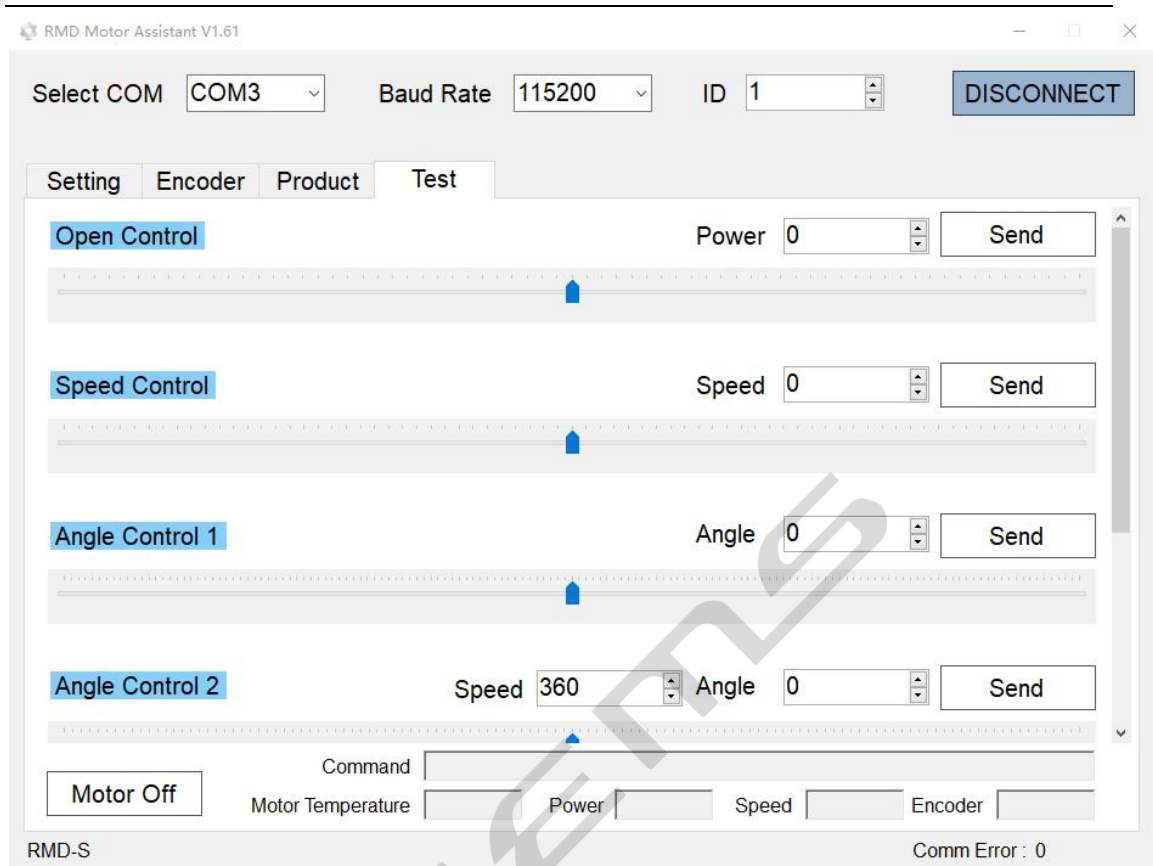 RMD Motor Assistant V1.61
Select COM COM3 Baud Rate 115200 ID 1 DISCONNECT
Setting Encoder Product Test
Open Control Power 0 Send
Speed Control Speed 0 Send
Angle Control 1 Angle 0 Send
Angle Control 2 Speed 360 Angle 0 Send
Command
Motor Off Motor Temperature Power Speed Encoder
RMD-S Comm Error : 0